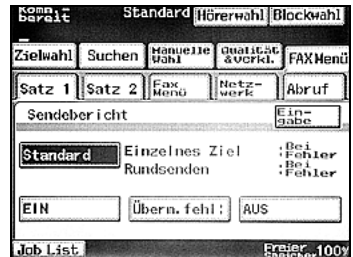 Komm.-
bereit
Standard
Hörerwahl
Blockwahl
Zielwahl
Suchen
Manuelle
Wahl
Qualität
&Verkl.
FAXMenü
Satz 1
Satz 2
Fax
Menü
Netz-
werk
Abruf
Sendebericht
Ein-
gabe
Standard
Einzelnes Ziel
:Bei
Fehler
Rundsenden
:Bei
Fehler
EIN
Übern.fehl:
AUS
Job List
Freier
Speicher
100%